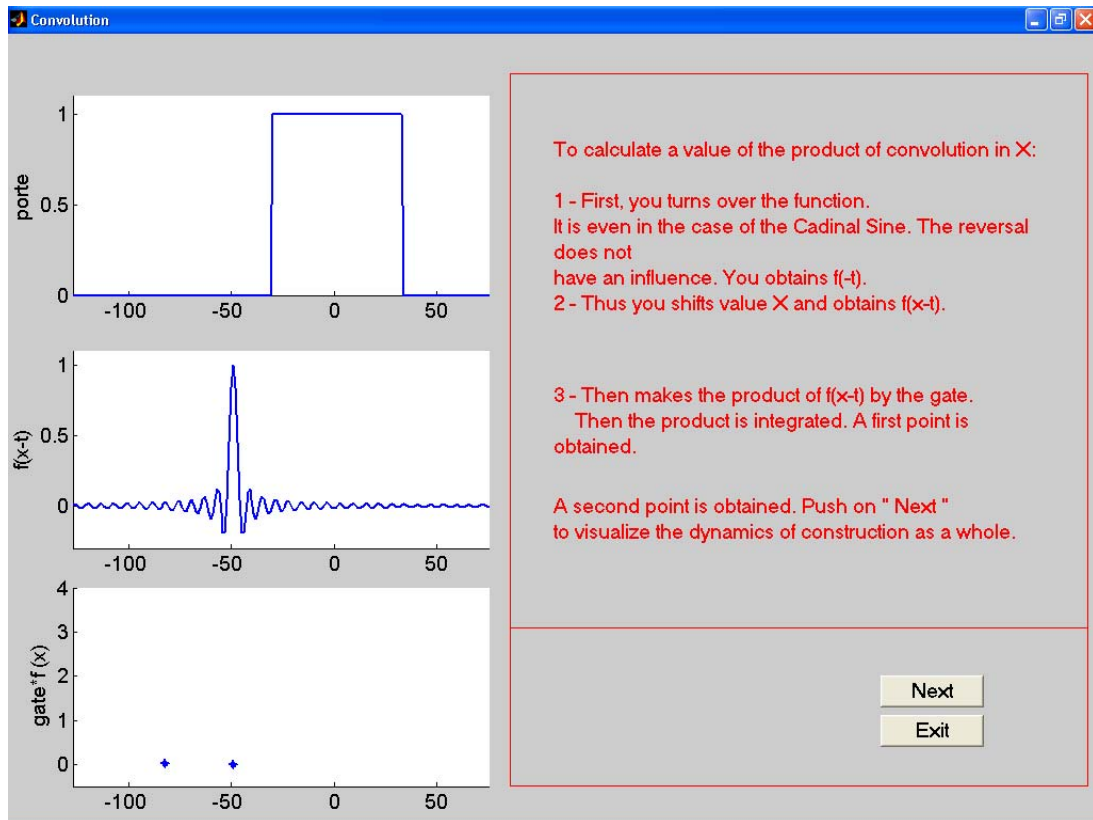 Convolution
porte
1
0.5
0
-100 -50 0 50
f(x-t)
1
0.5
0
-100 -50 0 50
gate*f (x)
4
3
2
1
0
-100 -50 0 50
To calculate a value of the product of convolution in X:
1 - First, you turns over the function.
It is even in the case of the Cadinal Sine. The reversal
does not
have an influence. You obtains f(-t).
2 - Thus you shifts value X and obtains f(x-t).
3 - Then makes the product of f(x-t) by the gate.
Then the product is integrated. A first point is
obtained.
A second point is obtained. Push on " Next "
to visualize the dynamics of construction as a whole.
Next
Exit